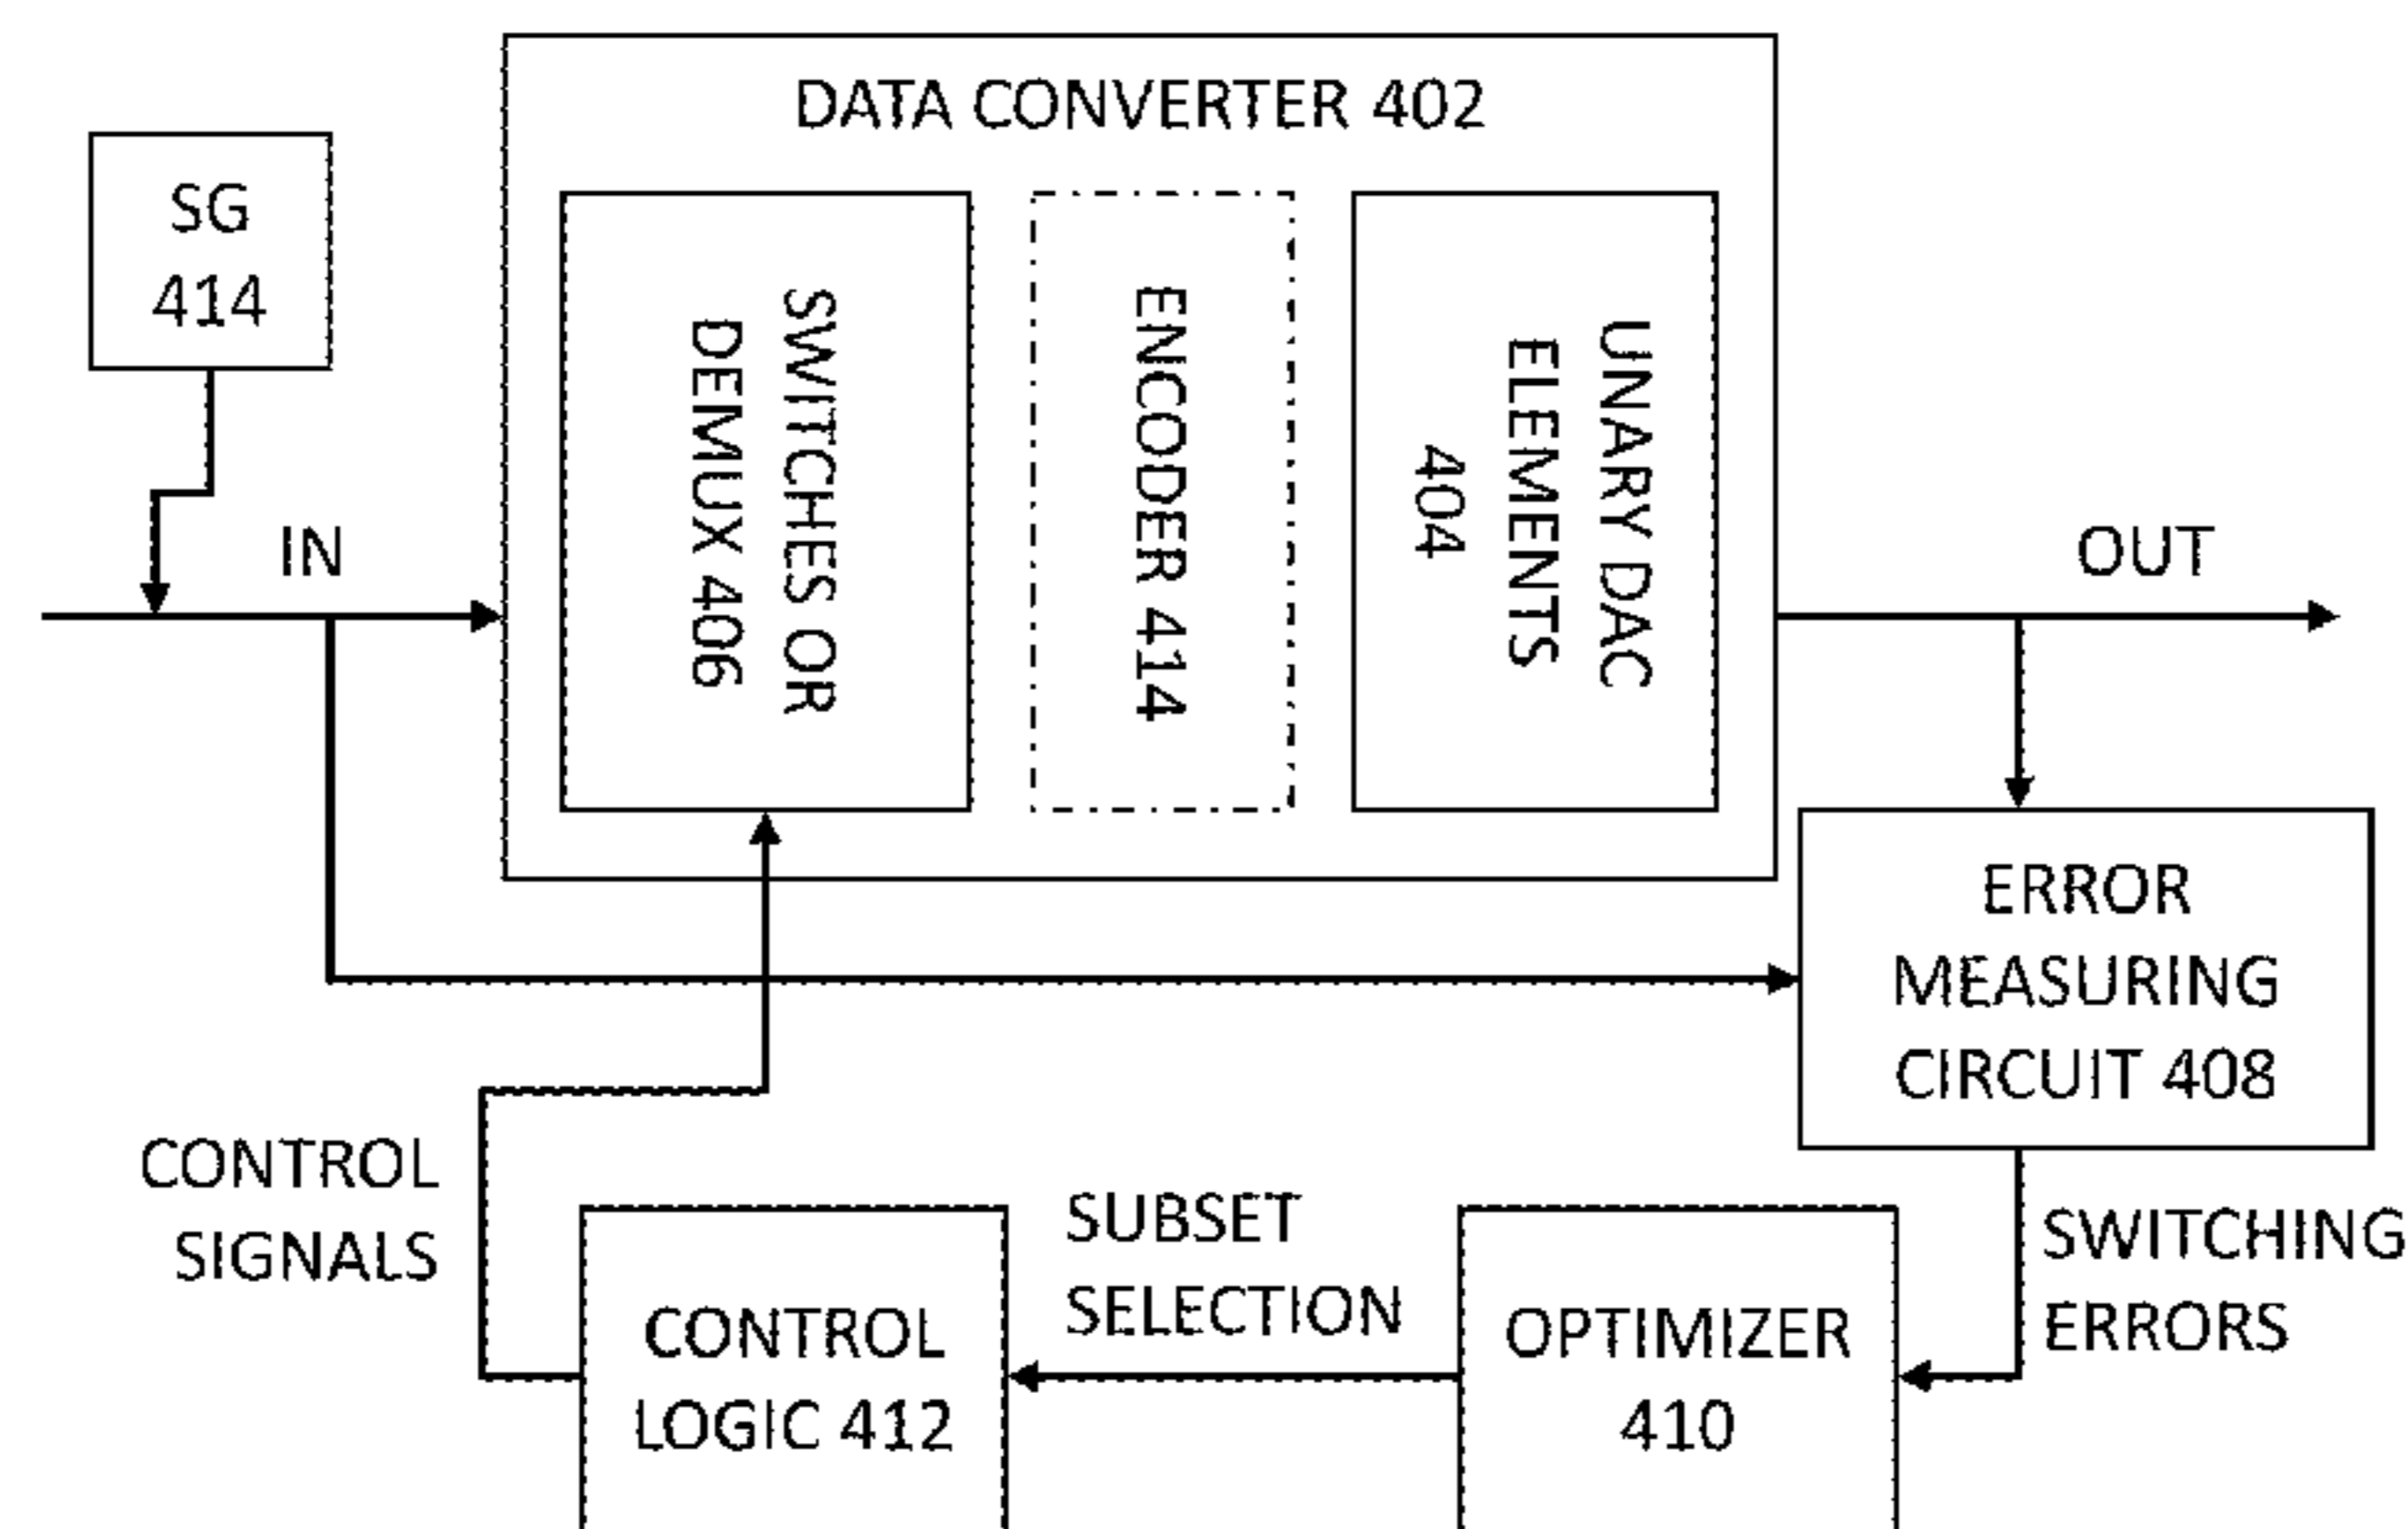 DATA CONVERTER 402
SG
414
SWITCHES OR
DEMUX 406
ENCODER 414
UNARY DAC
ELEMENTS
404
IN
OUT
ERROR
MEASURING
CIRCUIT 408
CONTROL
SIGNALS
CONTROL
LOGIC 412
SUBSET
SELECTION
OPTIMIZER
410
SWITCHING
ERRORS